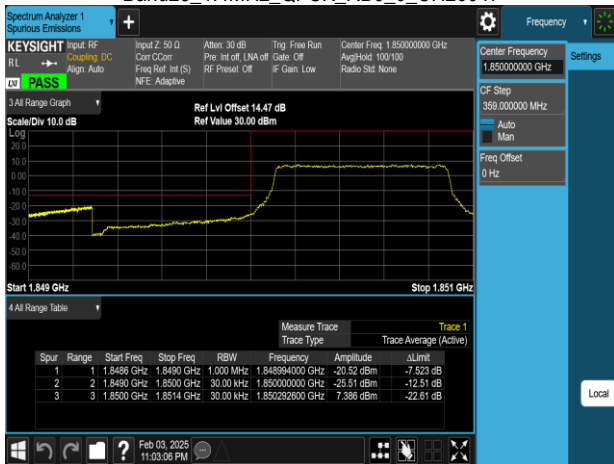 Spectrum Analyzer 1
Spurious Emissions
Frequency
KEYSIGHT
RL
Input: RF
Coupling: DC
Align: Auto
Input Z: 50 Ω
Corr CCorr
Freq Ref: Int (S)
NFE: Adaptive
Atten: 30 dB
Pre: Int off, LNA off
RF Preset: Off
Trig: Free Run
Gate: Off
IF Gain: Low
Center Freq: 1.850000000 GHz
Avg|Hold: 100/100
Radio Std: None
LXI PASS
Center Frequency
1.850000000 GHz
Settings
CF Step
359.000000 MHz
Auto
Man
Freq Offset
0 Hz
3 All Range Graph
Scale/Div 10.0 dB
Ref Lvl Offset 14.47 dB
Ref Value 30.00 dBm
Log
20.0
10.0
0.00
-10.0
-20.0
-30.0
-40.0
-50.0
-60.0
Start 1.849 GHz
Stop 1.851 GHz
4 All Range Table
Measure Trace Trace 1
Trace Type Trace Average (Active)
Spur Range Start Freq Stop Freq RBW Frequency Amplitude ΔLimit
1 1 1.8486 GHz 1.8490 GHz 1.000 MHz 1.848994000 GHz -20.52 dBm -7.523 dB
2 2 1.8490 GHz 1.8500 GHz 30.00 kHz 1.850000000 GHz -25.51 dBm -12.51 dB
3 3 1.8500 GHz 1.8514 GHz 30.00 kHz 1.850292600 GHz 7.386 dBm -22.61 dB
Local
?
Feb 03, 2025
11:03:06 PM